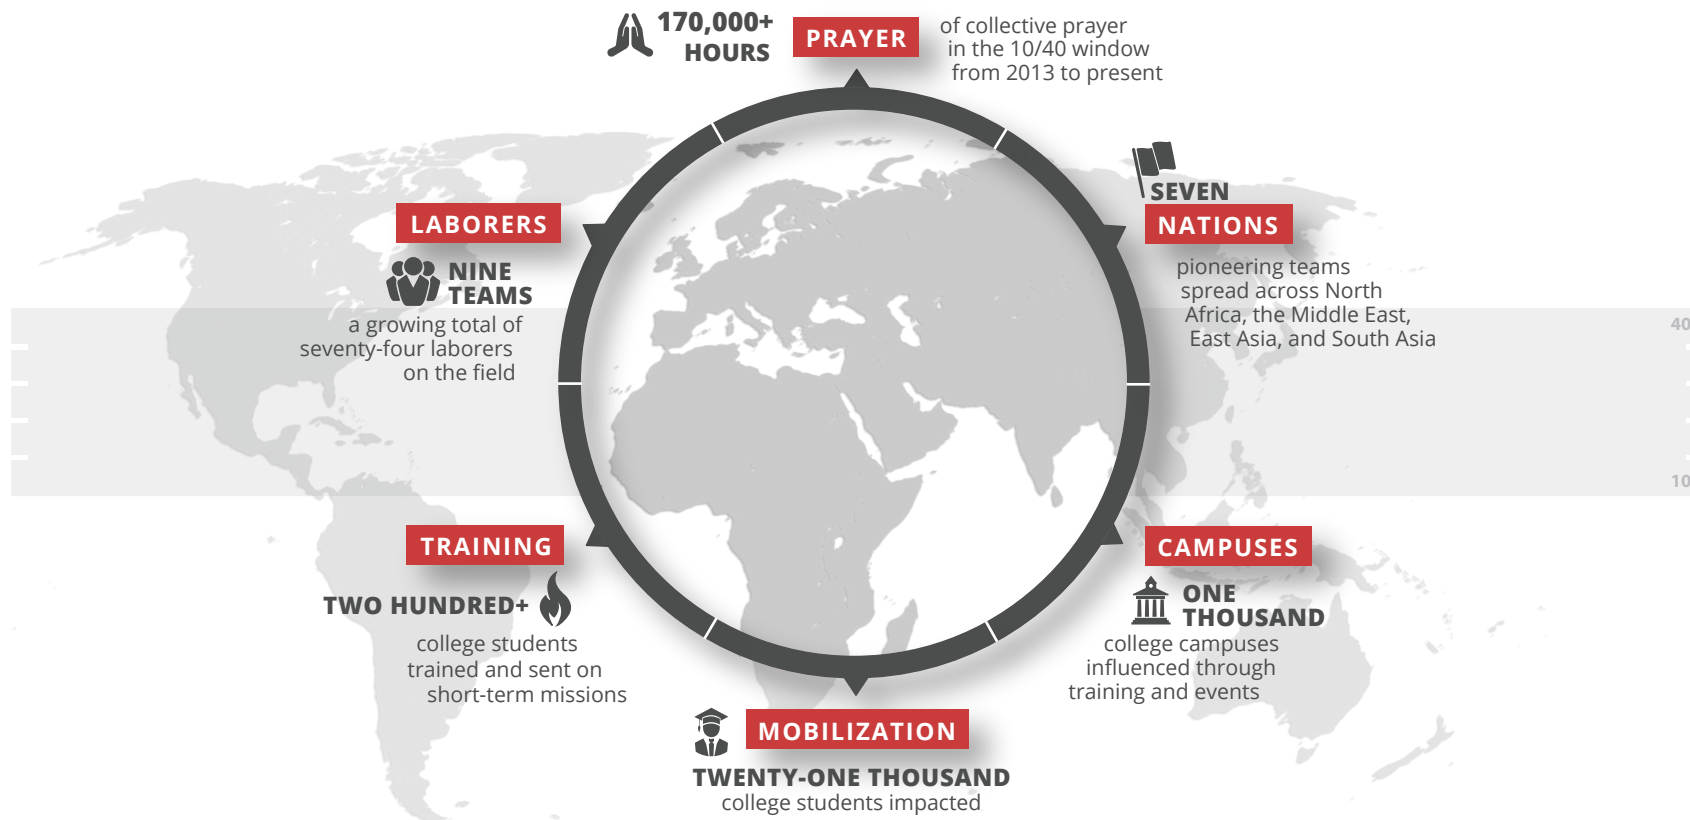 170,000+
HOURS
PRAYER
of collective prayer
in the 10/40 window
from 2013 to present
SEVEN
NATIONS
pioneering teams
spread across North
Africa, the Middle East,
East Asia, and South Asia
LABORERS
NINE
TEAMS
a growing total of
seventy-four laborers
on the field
40
10
TRAINING
TWO HUNDRED+
college students
trained and sent on
short-term missions
CAMPUSES
ONE
THOUSAND
college campuses
influenced through
training and events
MOBILIZATION
TWENTY-ONE THOUSAND
college students impacted